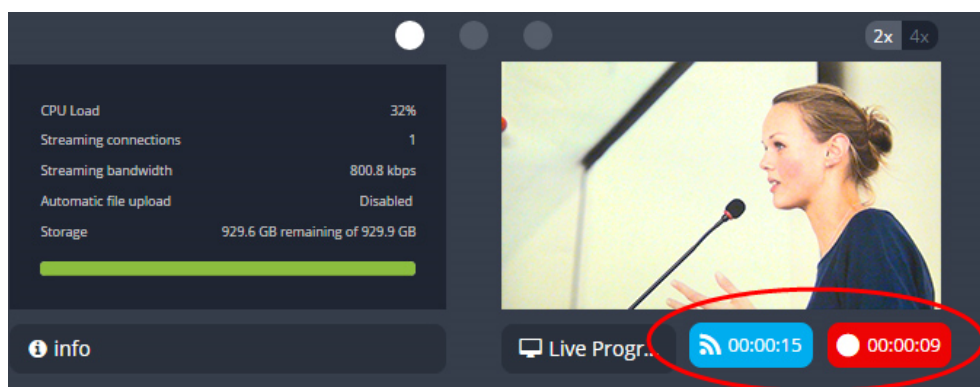 2x 4x
CPU Load 32%
Streaming connections 1
Streaming bandwidth 800.8 kbps
Automatic file upload Disabled
Storage 929.6 GB remaining of 929.9 GB
info
Live Progr... 00:00:15 00:00:09